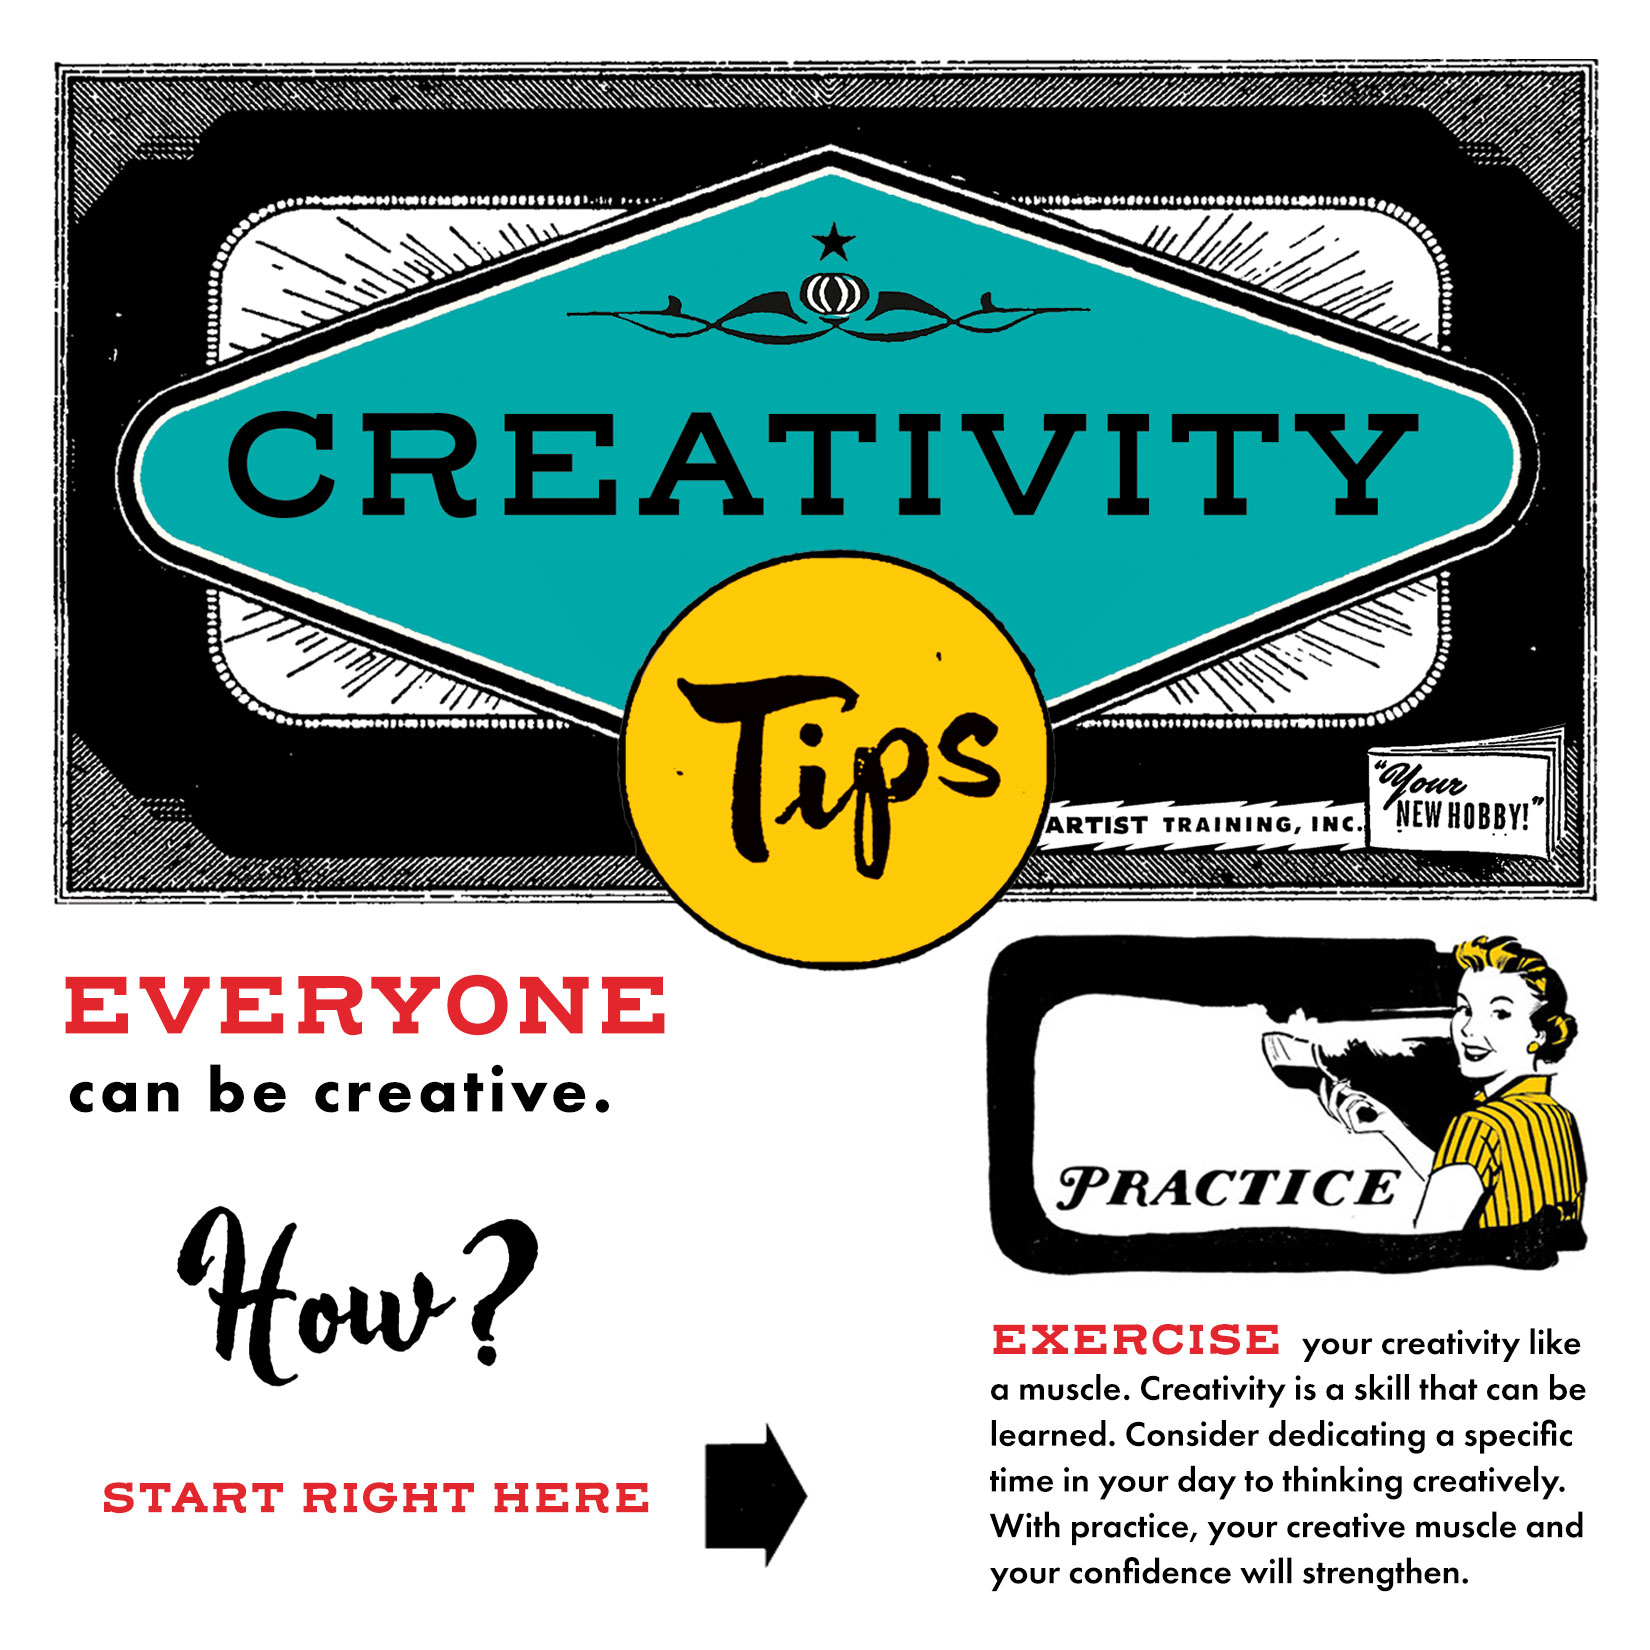 CREATIVITY
Tips
ARTIST TRAINING, INC.
"Your
NEW HOBBY!"
EVERYONE
can be creative.
How?
START RIGHT HERE
PRACTICE
EXERCISE your creativity like
a muscle. Creativity is a skill that can be
learned. Consider dedicating a specific
time in your day to thinking creatively.
With practice, your creative muscle and
your confidence will strengthen.